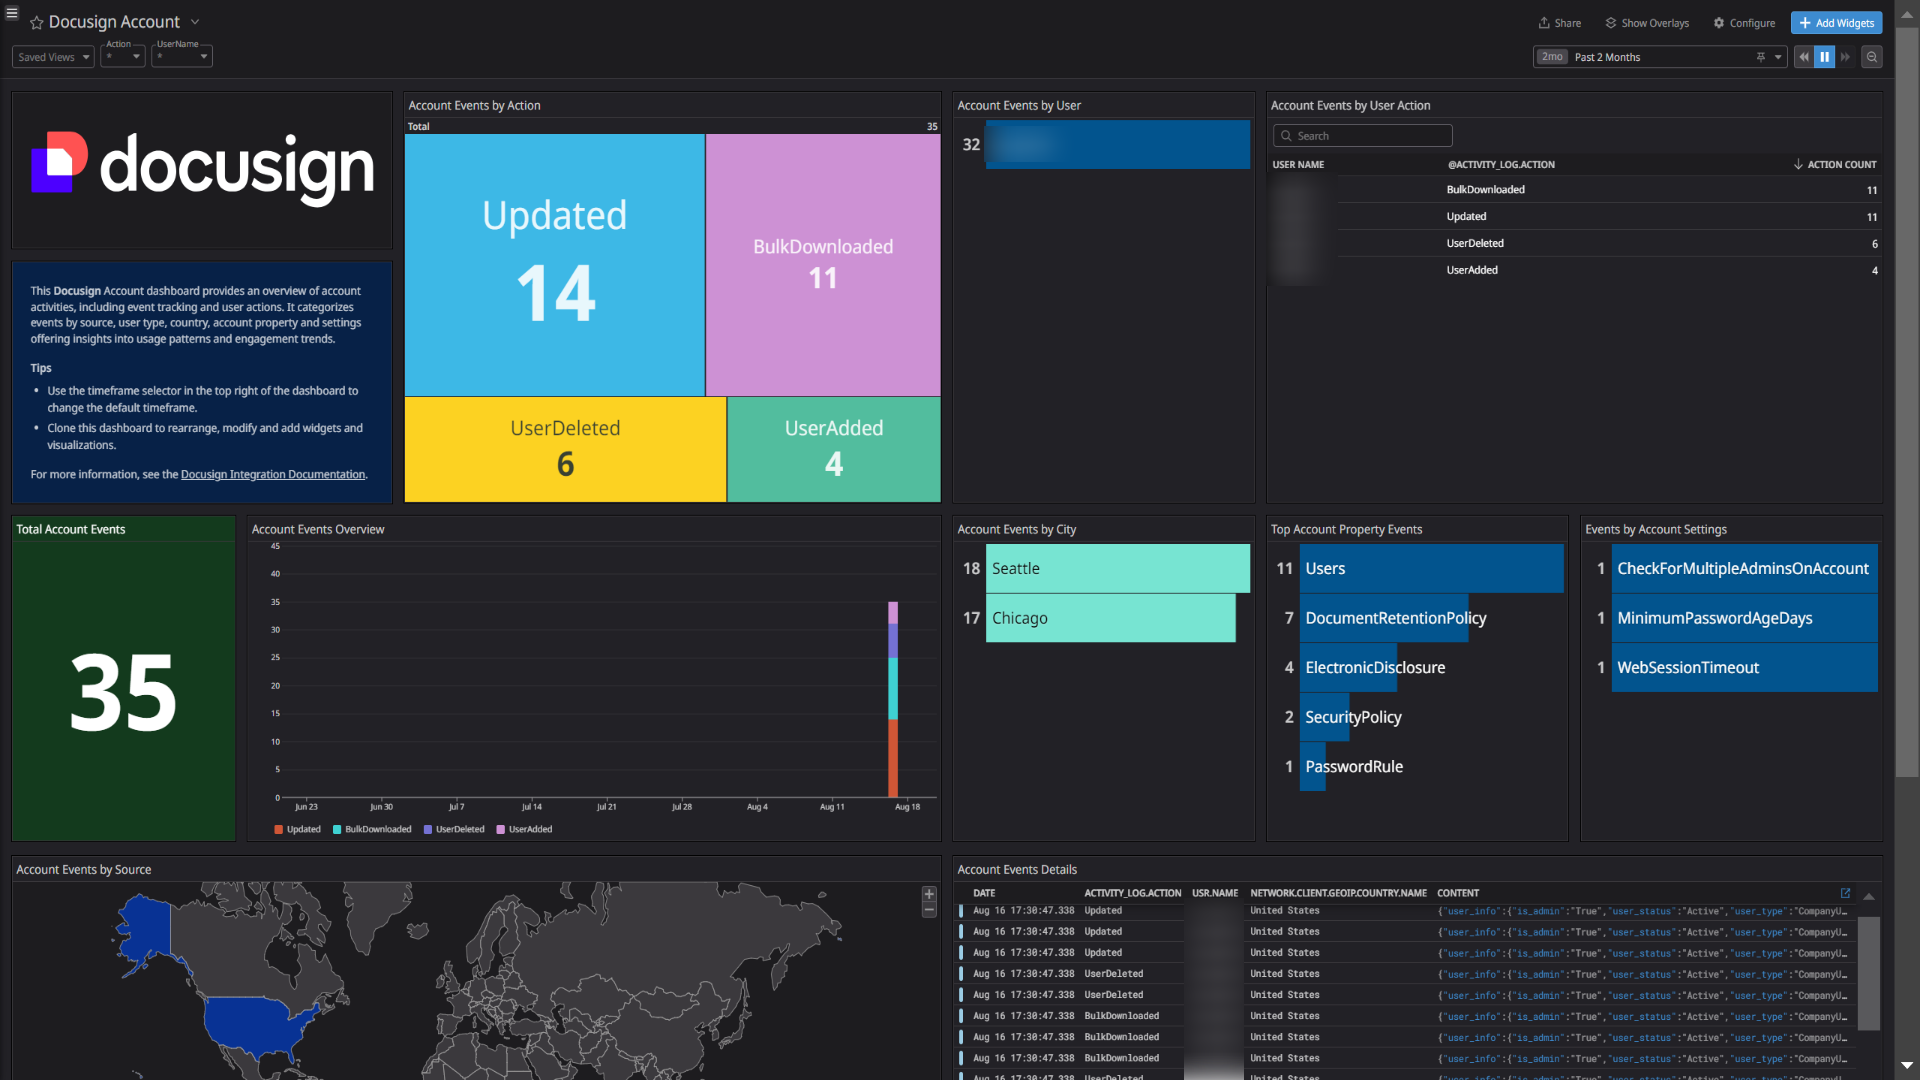 Docusign Account
Share
Show Overlays
Configure
+ Add Widgets
Saved Views
Action
*
UserName
*
2mo Past 2 Months
docusign
This Docusign Account dashboard provides an overview of account
activities, including event tracking and user actions. It categorizes
events by source, user type, country, account property and settings
offering insights into usage patterns and engagement trends.
Tips
• Use the timeframe selector in the top right of the dashboard to
change the default timeframe.
• Clone this dashboard to rearrange, modify and add widgets and
visualizations.
For more information, see the Docusign Integration Documentation.
Account Events by Action
Total 35
Updated
14
BulkDownloaded
11
UserDeleted
6
UserAdded
4
Account Events by User
32
Account Events by User Action
Search
USER NAME @ACTIVITY_LOG.ACTION ACTION COUNT
BulkDownloaded 11
Updated 11
UserDeleted 6
UserAdded 4
Total Account Events
35
Account Events Overview
45
40
35
30
25
20
15
10
5
0
Jun 23 Jun 30 Jul 7 Jul 14 Jul 21 Jul 28 Aug 4 Aug 11 Aug 18
Updated BulkDownloaded UserDeleted UserAdded
Account Events by City
18 Seattle
17 Chicago
Top Account Property Events
11 Users
7 DocumentRetentionPolicy
4 ElectronicDisclosure
2 SecurityPolicy
1 PasswordRule
Events by Account Settings
1 CheckForMultipleAdminsOnAccount
1 MinimumPasswordAgeDays
1 WebSessionTimeout
Account Events by Source
+
−
Account Events Details
DATE ACTIVITY_LOG.ACTION USR.NAME NETWORK.CLIENT.GEOIP.COUNTRY.NAME CONTENT
Aug 16 17:30:47.338 Updated United States {"user_info":{"is_admin":"True","user_status":"Active","user_type":"CompanyU…
Aug 16 17:30:47.338 Updated United States {"user_info":{"is_admin":"True","user_status":"Active","user_type":"CompanyU…
Aug 16 17:30:47.338 Updated United States {"user_info":{"is_admin":"True","user_status":"Active","user_type":"CompanyU…
Aug 16 17:30:47.338 UserDeleted United States {"user_info":{"is_admin":"True","user_status":"Active","user_type":"CompanyU…
Aug 16 17:30:47.338 UserDeleted United States {"user_info":{"is_admin":"True","user_status":"Active","user_type":"CompanyU…
Aug 16 17:30:47.338 BulkDownloaded United States {"user_info":{"is_admin":"True","user_status":"Active","user_type":"CompanyU…
Aug 16 17:30:47.338 BulkDownloaded United States {"user_info":{"is_admin":"True","user_status":"Active","user_type":"CompanyU…
Aug 16 17:30:47.338 BulkDownloaded United States {"user_info":{"is_admin":"True","user_status":"Active","user_type":"CompanyU…
Aug 16 17:30:47.338 UserDeleted United States {"user_info":{"is_admin":"True","user_status":"Active","user_type":"CompanyU…